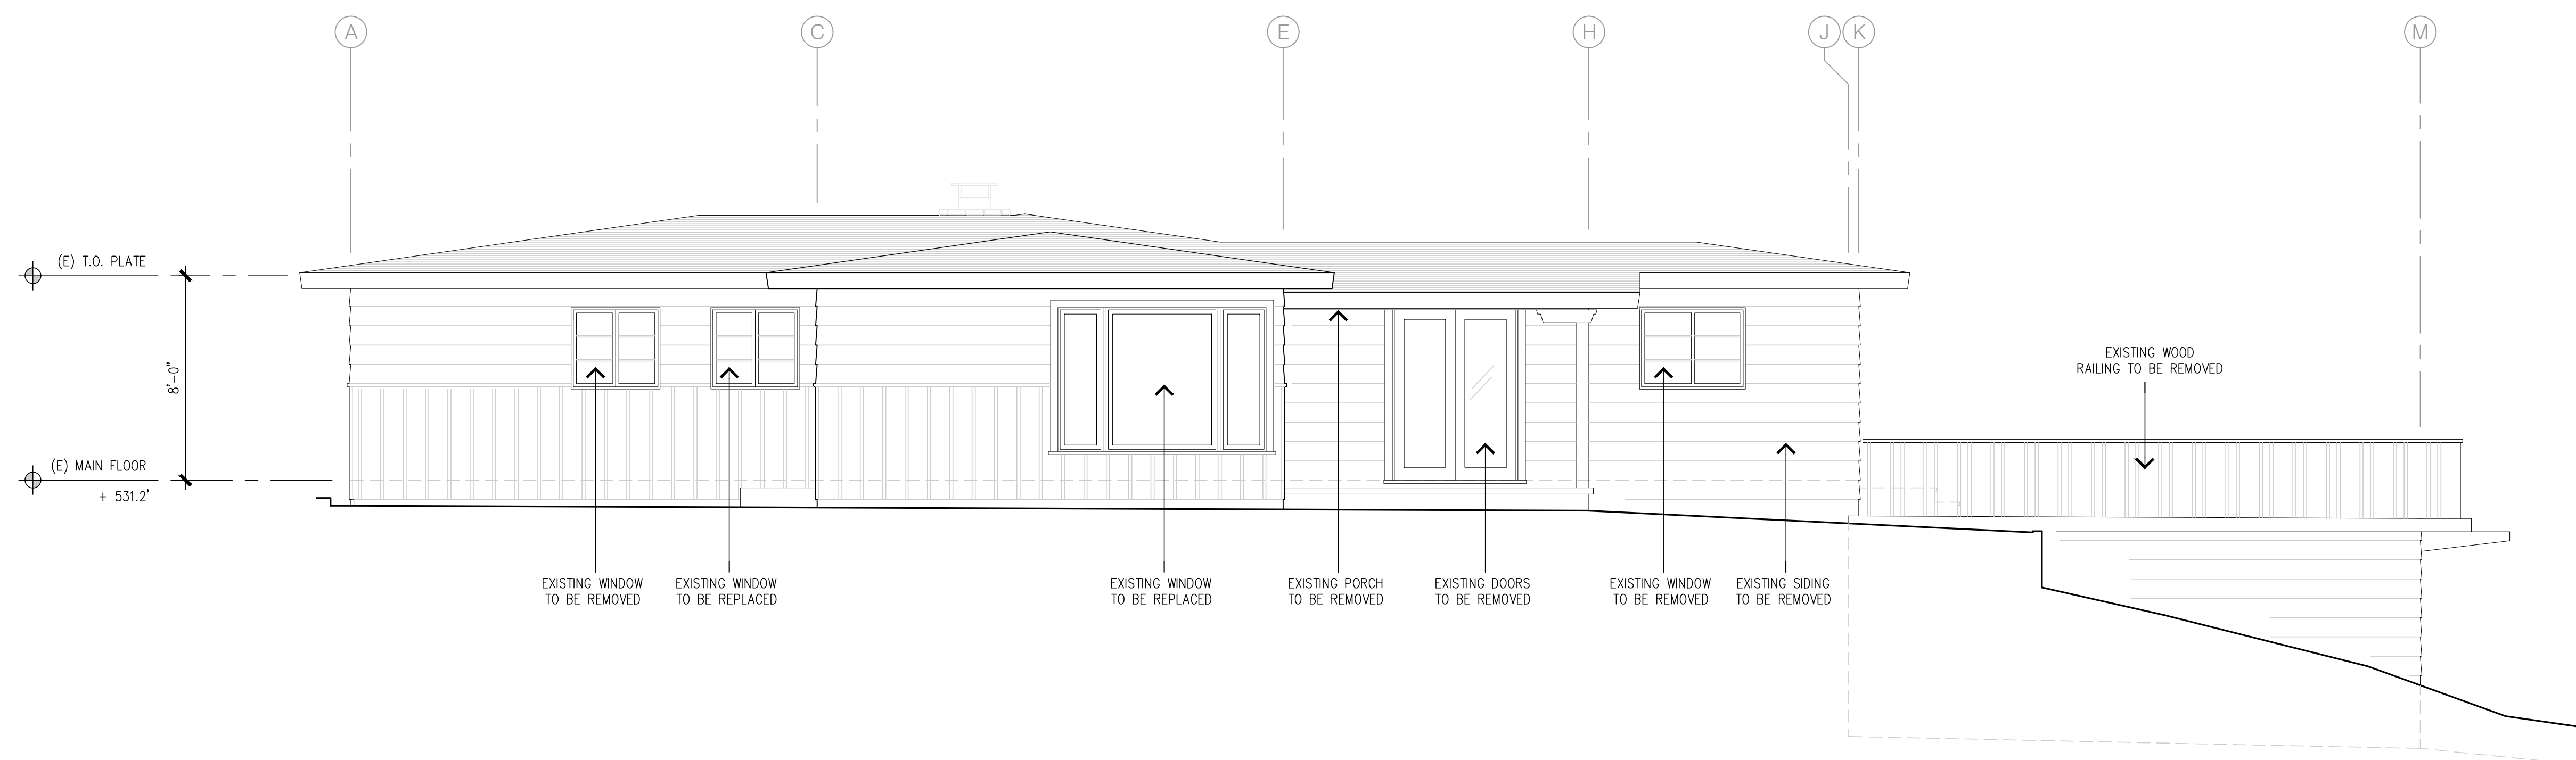 A C E H J K M
(E) T.O. PLATE
8'-0"
(E) MAIN FLOOR
+ 531.2'
EXISTING WOOD
RAILING TO BE REMOVED
EXISTING WINDOW
TO BE REMOVED
EXISTING WINDOW
TO BE REPLACED
EXISTING WINDOW
TO BE REPLACED
EXISTING PORCH
TO BE REMOVED
EXISTING DOORS
TO BE REMOVED
EXISTING WINDOW
TO BE REMOVED
EXISTING SIDING
TO BE REMOVED